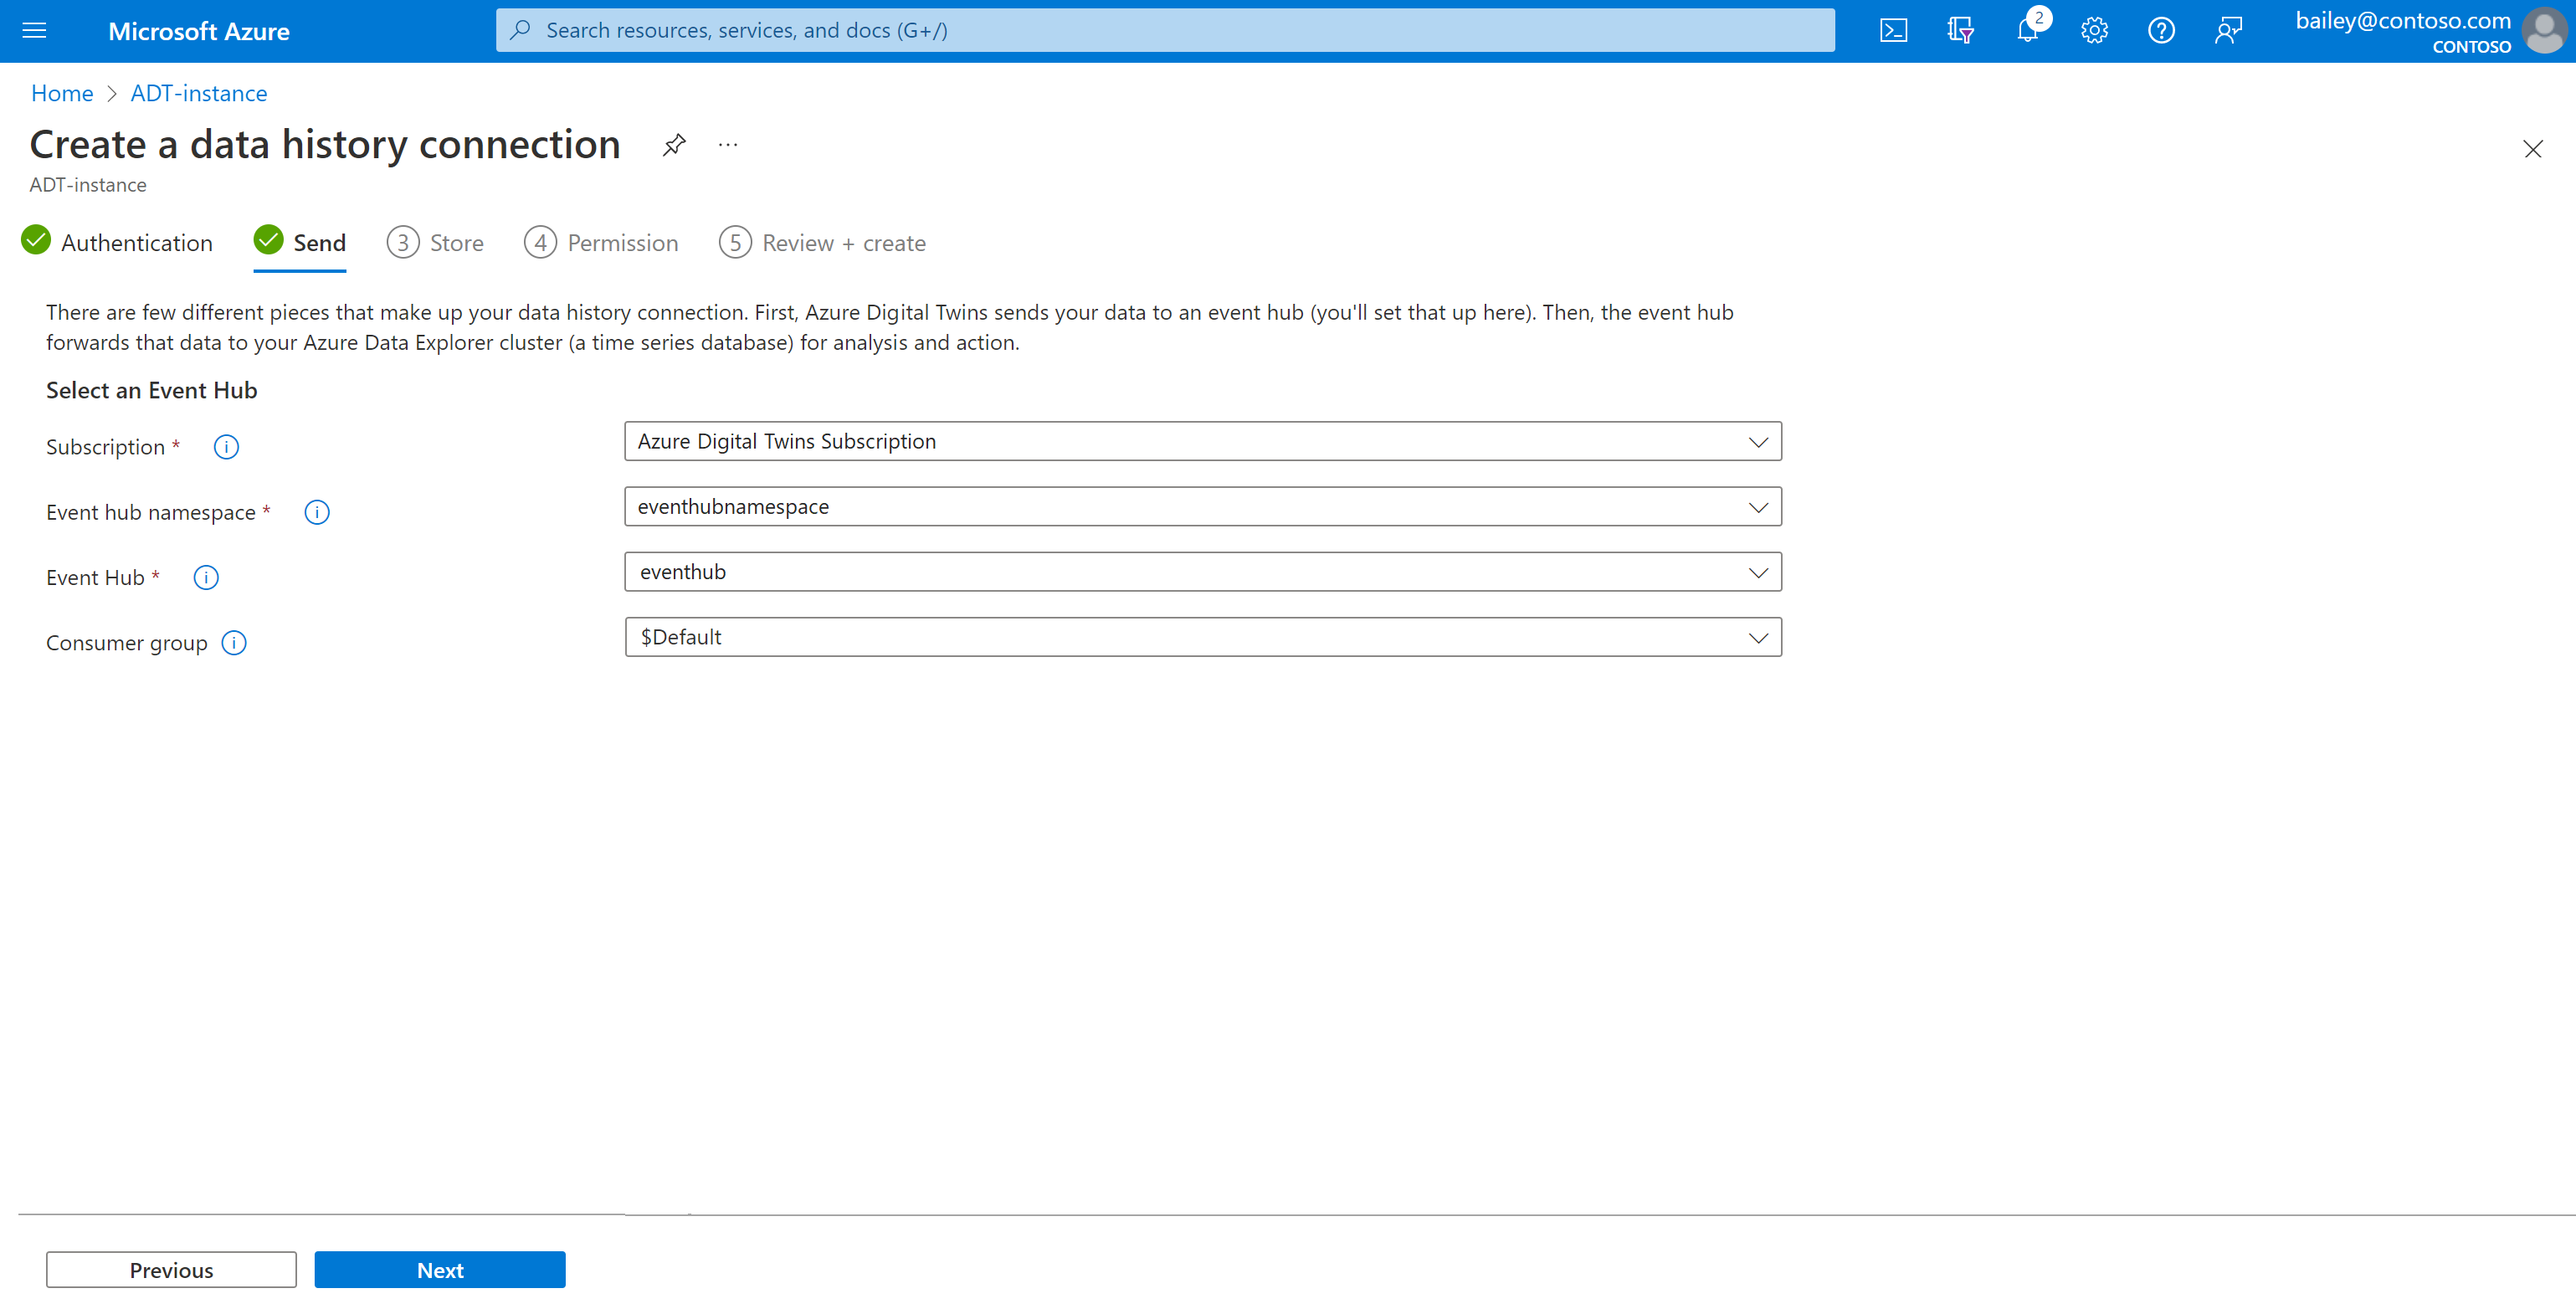 Microsoft Azure
Search resources, services, and docs (G+/)
2
bailey@contoso.com
CONTOSO
Home > ADT-instance
Create a data history connection
ADT-instance
Authentication
Send
3 Store
4 Permission
5 Review + create
There are few different pieces that make up your data history connection. First, Azure Digital Twins sends your data to an event hub (you'll set that up here). Then, the event hub
forwards that data to your Azure Data Explorer cluster (a time series database) for analysis and action.
Select an Event Hub
Subscription *
Azure Digital Twins Subscription
Event hub namespace *
eventhubnamespace
Event Hub *
eventhub
Consumer group
$Default
Previous
Next